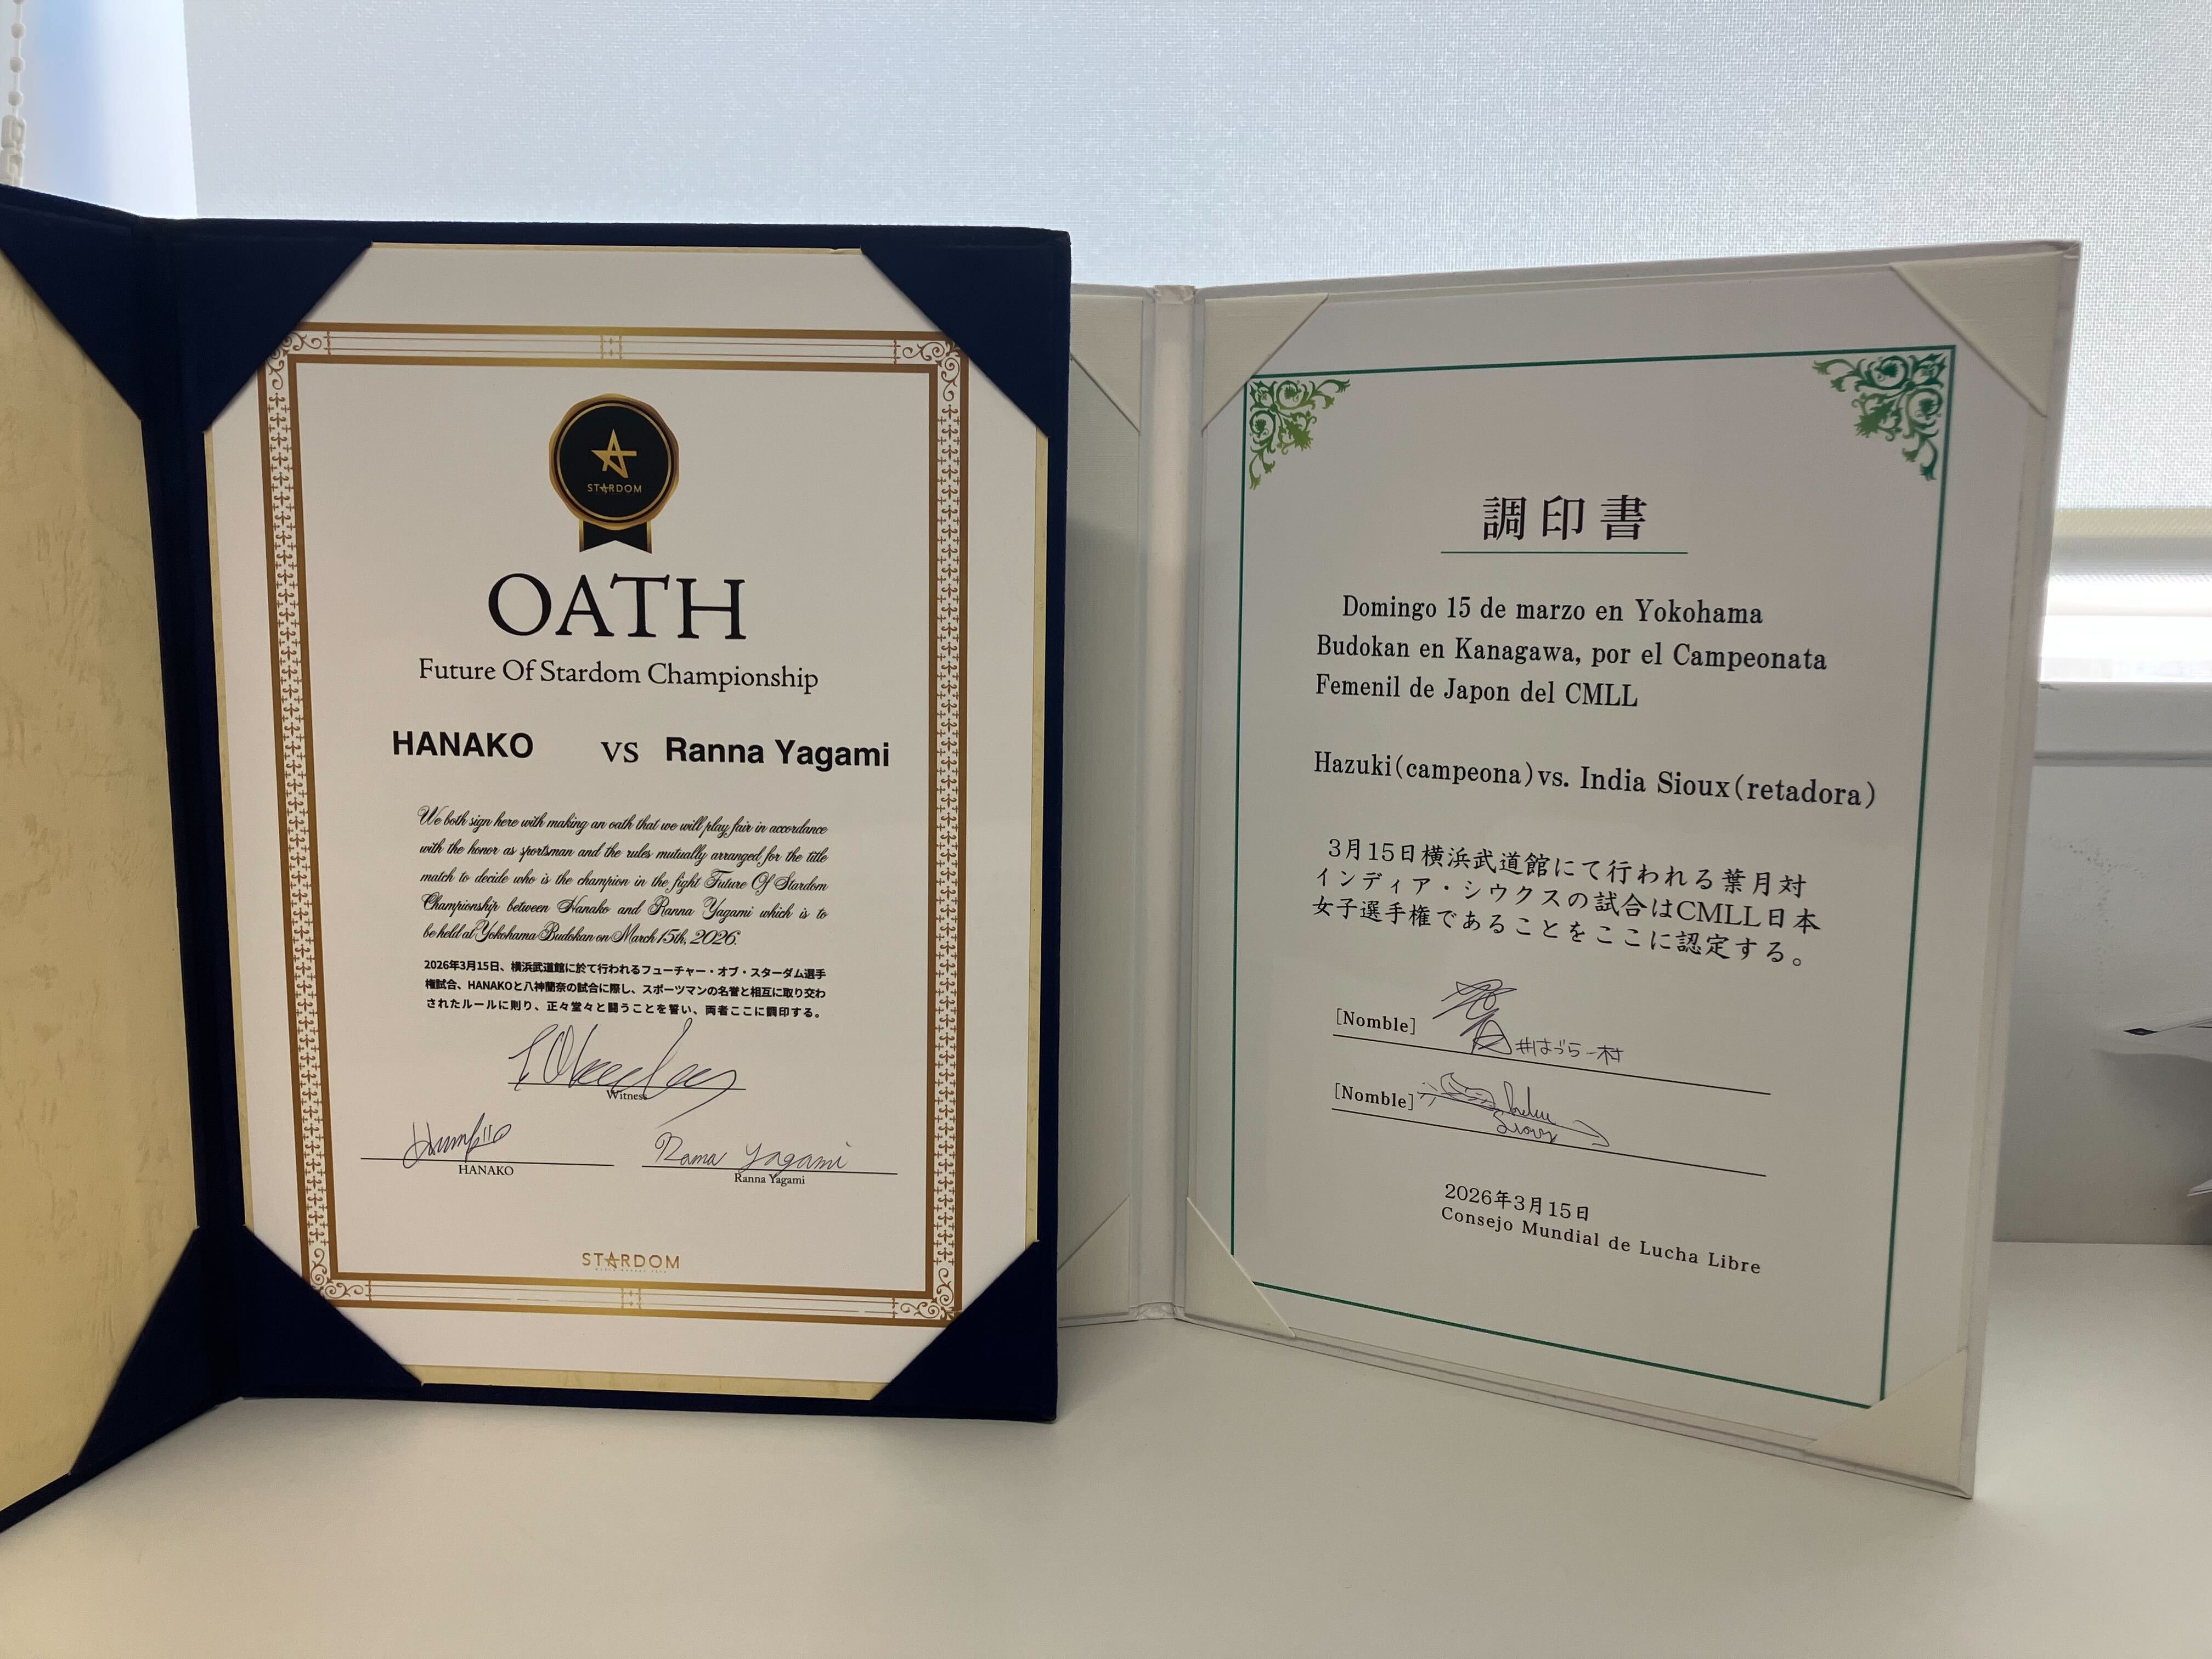 STARDOM
OATH
Future Of Stardom Championship
HANAKO vs Ranna Yagami
We both sign here with making an oath that we will play fair in accordance
with the honor as sportsman and the rules mutually arranged for the title
match to decide who is the champion in the fight Future Of Stardom
Championship between Hanako and Ranna Yagami which is to
be held at Yokohama Budokan on March 15th, 2026.
2026年3月15日、横浜武道館に於て行われるフューチャー・オブ・スターダム選手
権試合、HANAKOと八神蘭奈の試合に際し、スポーツマンの名誉と相互に取り交わ
されたルールに則り、正々堂々と闘うことを誓い、両者ここに調印する。
Witness
HANAKO
Ranna Yagami
Ranna Yagami
STARDOM
調印書
Domingo 15 de marzo en Yokohama
Budokan en Kanagawa, por el Campeonata
Femenil de Japon del CMLL
Hazuki(campeona)vs. India Sioux(retadora)
3月15日横浜武道館にて行われる葉月対
インディア・シウクスの試合はCMLL日本
女子選手権であることをここに認定する。
[Nomble] #はづらー村
[Nomble] Sioux
2026年3月15日
Consejo Mundial de Lucha Libre